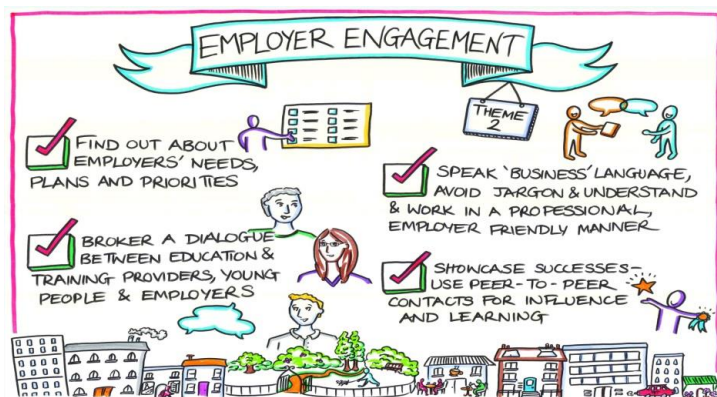 EMPLOYER ENGAGEMENT
THEME
2
FIND OUT ABOUT
EMPLOYERS' NEEDS,
PLANS AND PRIORITIES
BROKER A DIALOGUE
BETWEEN EDUCATION &
TRAINING PROVIDERS, YOUNG
PEOPLE & EMPLOYERS
SPEAK 'BUSINESS' LANGUAGE,
AVOID JARGON & UNDERSTAND
& WORK IN A PROFESSIONAL,
EMPLOYER FRIENDLY MANNER
SHOWCASE SUCCESSES-
USE PEER-TO-PEER
CONTACTS FOR INFLUENCE
AND LEARNING